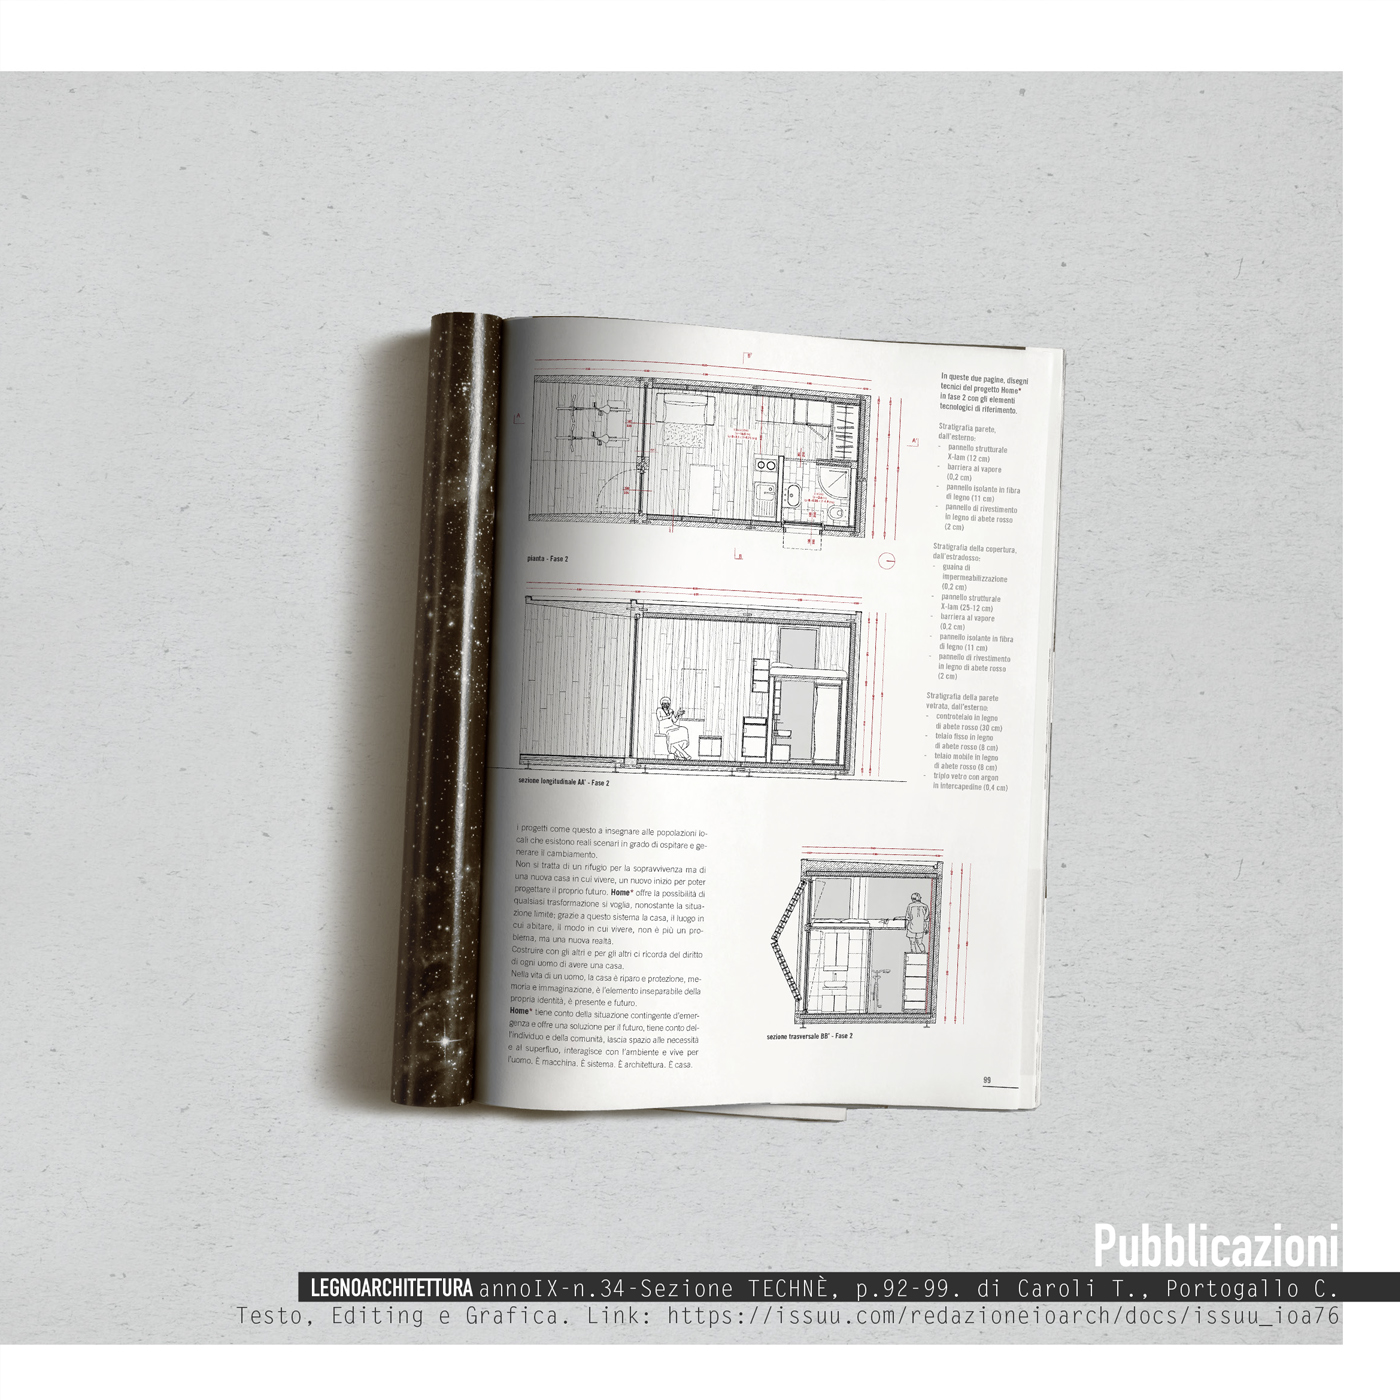 In queste due pagine, disegni
tecnici del progetto Home*
in fase 2 con gli elementi
tecnologici di riferimento.
Stratigrafia parete,
dall'esterno:
- pannello strutturale
X-lam (12 cm)
- barriera al vapore
(0,2 cm)
- pannello isolante in fibra
di legno (11 cm)
- pannello di rivestimento
in legno di abete rosso
(2 cm)
Stratigrafia della copertura,
dall'estradosso:
- guaina di
impermeabilizzazione
(0,2 cm)
- pannello strutturale
X-lam (25-12 cm)
- barriera al vapore
(0,2 cm)
- pannello isolante in fibra
di legno (11 cm)
- pannello di rivestimento
in legno di abete rosso
(2 cm)
Stratigrafia della parete
vetrata, dall'esterno:
- controtelaio in legno
di abete rosso (30 cm)
- telaio fisso in legno
di abete rosso (8 cm)
- telaio mobile in legno
di abete rosso (8 cm)
- triplo vetro con argon
in intercapedine (0,4 cm)
B'
A
A'
B
pianta - Fase 2
sezione longitudinale AA' - Fase 2
i progetti come questo a insegnare alle popolazioni lo-
cali che esistono reali scenari in grado di ospitare e ge-
nerare il cambiamento.
Non si tratta di un rifugio per la sopravvivenza ma di
una nuova casa in cui vivere, un nuovo inizio per poter
progettare il proprio futuro. Home* offre la possibilità di
qualsiasi trasformazione si voglia, nonostante la situa-
zione limite; grazie a questo sistema la casa, il luogo in
cui abitare, il modo in cui vivere, non è più un pro-
blema, ma una nuova realtà.
Costruire con gli altri e per gli altri ci ricorda del diritto
di ogni uomo di avere una casa.
Nella vita di un uomo, la casa è riparo e protezione, me-
moria e immaginazione, è l'elemento inseparabile della
propria identità, è presente e futuro.
Home* tiene conto della situazione contingente d'emer-
genza e offre una soluzione per il futuro, tiene conto del-
l'individuo e della comunità, lascia spazio alle necessità
e al superfluo, interagisce con l'ambiente e vive per
l'uomo. È macchina. È sistema. È architettura. È casa.
sezione trasversale BB' - Fase 2
99
Pubblicazioni
LEGNOARCHITETTURA annoIX-n.34-Sezione TECHNÈ, p.92-99. di Caroli T., Portogallo C.
Testo, Editing e Grafica. Link: https://issuu.com/redazioneioarch/docs/issuu_ioa76